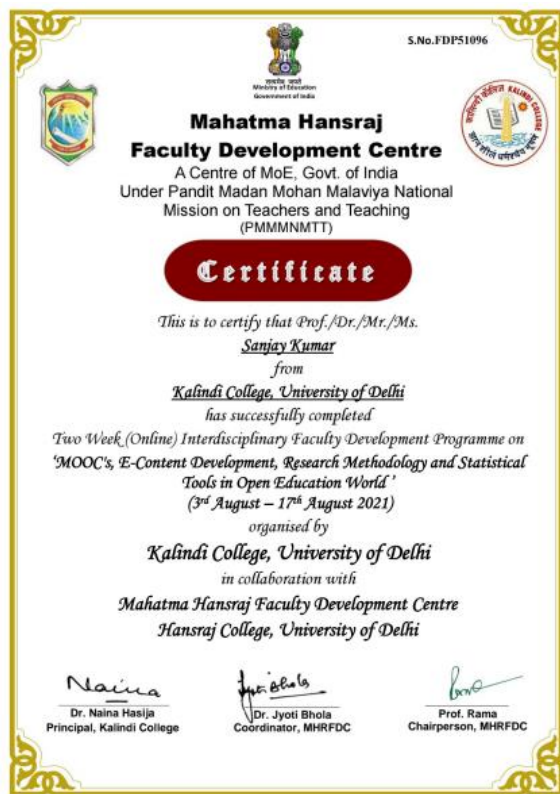 S.No.FDP51096
सत्यमेव जयते
Ministry of Education
Government of India
KALINDI COLLEGE
Mahatma Hansraj
Faculty Development Centre
A Centre of MoE, Govt. of India
Under Pandit Madan Mohan Malaviya National
Mission on Teachers and Teaching
(PMMMNMTT)
Certificate
This is to certify that Prof./Dr./Mr./Ms.
Sanjay Kumar
from
Kalindi College, University of Delhi
has successfully completed
Two Week (Online) Interdisciplinary Faculty Development Programme on
‘MOOC's, E-Content Development, Research Methodology and Statistical
Tools in Open Education World ’
(3rd August – 17th August 2021)
organised by
Kalindi College, University of Delhi
in collaboration with
Mahatma Hansraj Faculty Development Centre
Hansraj College, University of Delhi
Naina
Jyoti Bhola
Rama
Dr. Naina Hasija
Principal, Kalindi College
Dr. Jyoti Bhola
Coordinator, MHRFDC
Prof. Rama
Chairperson, MHRFDC